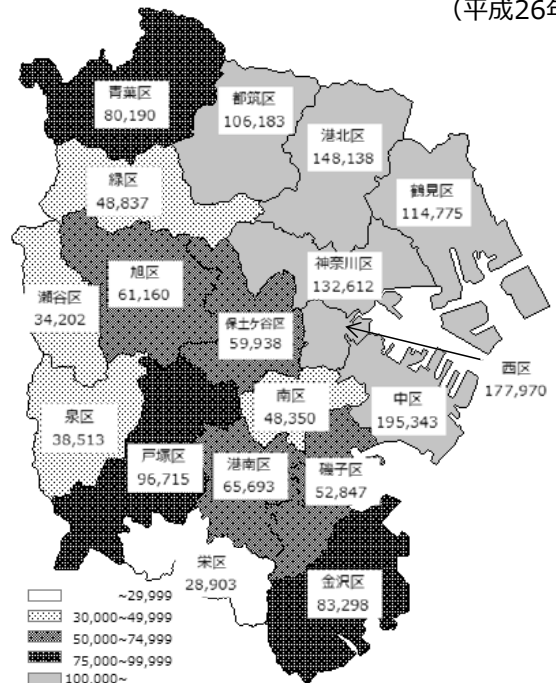 （平成26年
青葉区
80,190
都筑区
106,183
港北区
148,138
鶴見区
114,775
緑区
48,837
神奈川区
132,612
旭区
61,160
瀬谷区
34,202
保土ケ谷区
59,938
西区
177,970
南区
48,350
中区
195,343
泉区
38,513
戸塚区
96,715
港南区
65,693
磯子区
52,847
栄区
28,903
金沢区
83,298
~29,999
30,000~49,999
50,000~74,999
75,000~99,999
100,000~